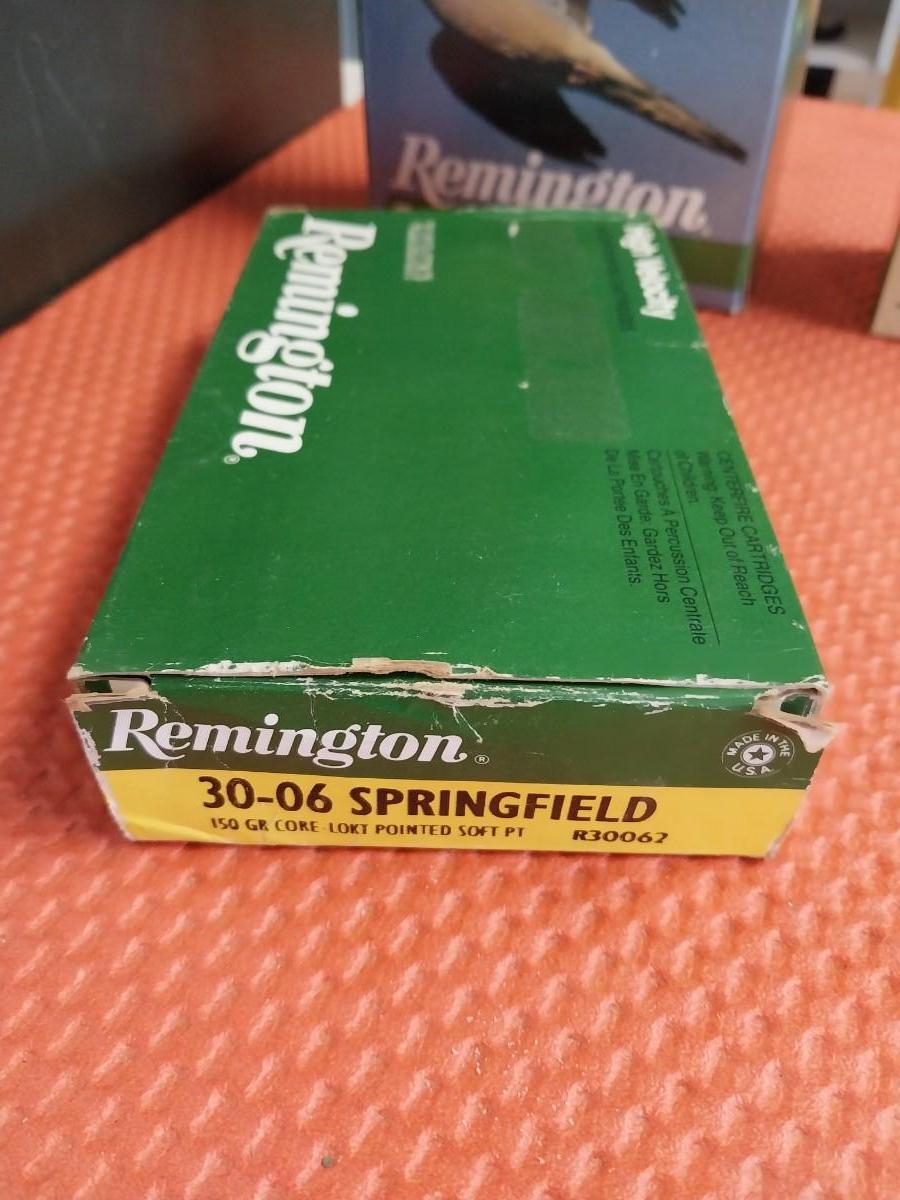 Remington®
Remington®
High Velocity
CENTERFIRE CARTRIDGES
Warning: Keep Out of Reach
of Children.
Cartouches À Percussion Centrale
Mise En Garde: Gardez Hors
De La Portée Des Enfants.
Remington®
MADE IN THE U.S.A.
30-06 SPRINGFIELD
150 GR CORE-LOKT POINTED SOFT PT R30062